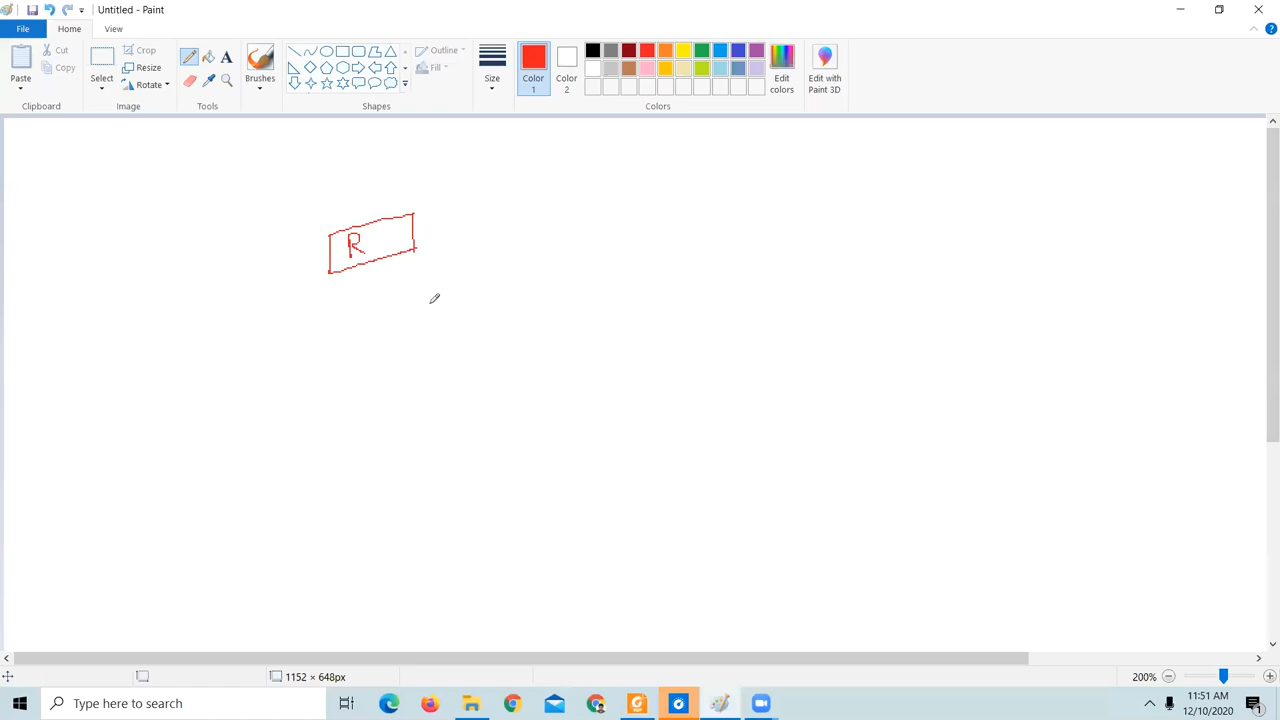 Untitled - Paint
File Home View
Paste
Cut
Copy
Clipboard
Select
Crop
Resize
Rotate
Image
A
Tools
Brushes
Shapes
Outline
Fill
Size
Color 1
Color 2
Edit colors
Colors
Edit with Paint 3D
R
1152 × 648px
200%
Type here to search
11:51 AM
12/10/2020
1